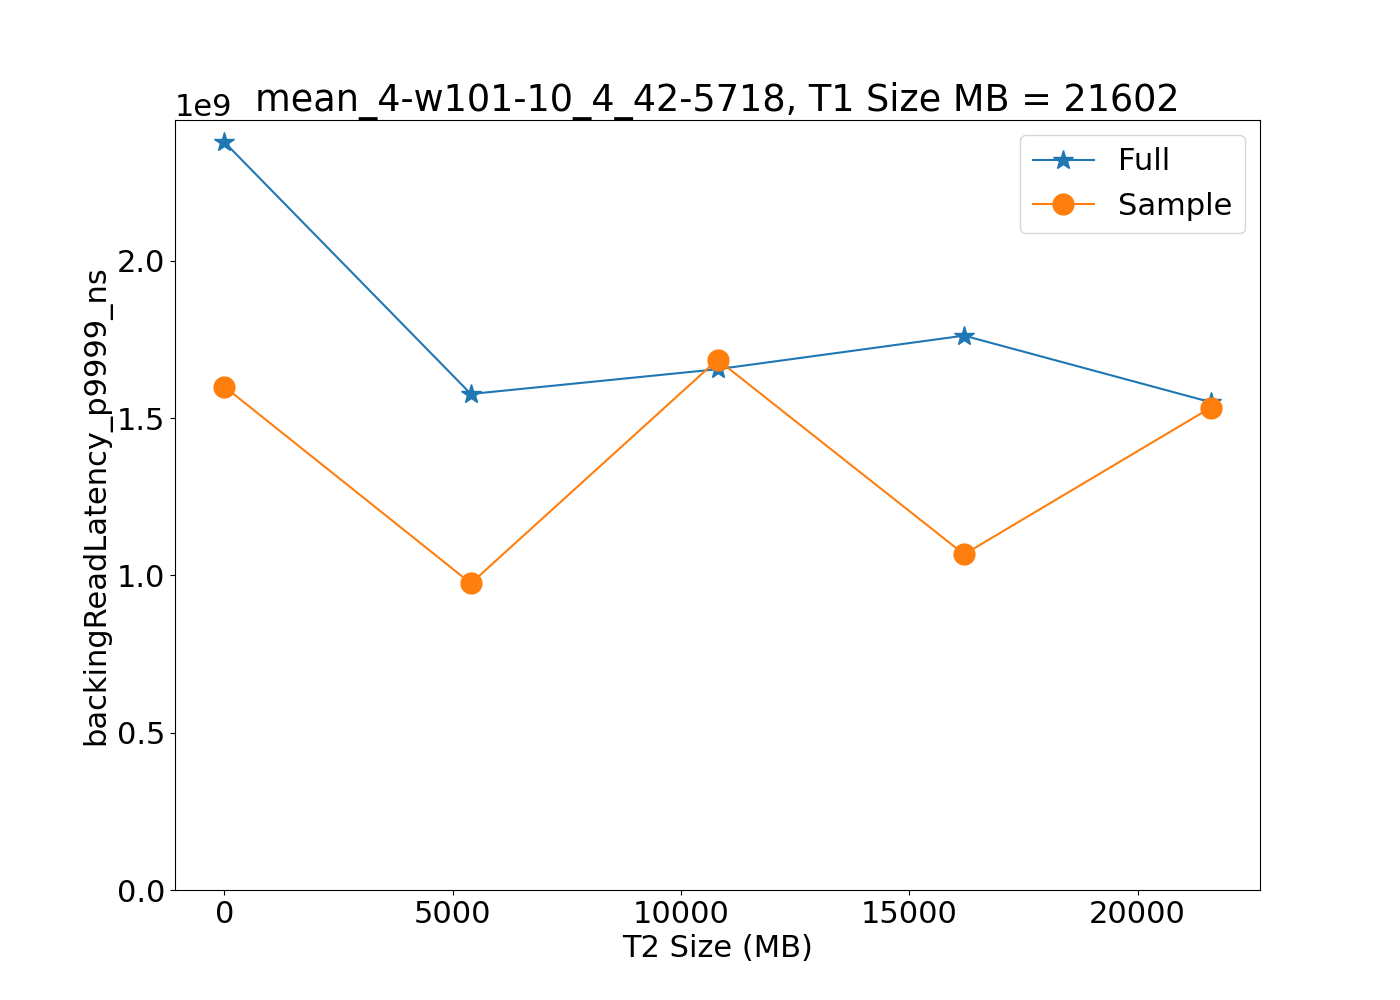 1e9
mean_4-w101-10_4_42-5718, T1 Size MB = 21602
Full
Sample
backingReadLatency_p9999_ns
2.0
1.5
1.0
0.5
0.0
0 5000 10000 15000 20000
T2 Size (MB)